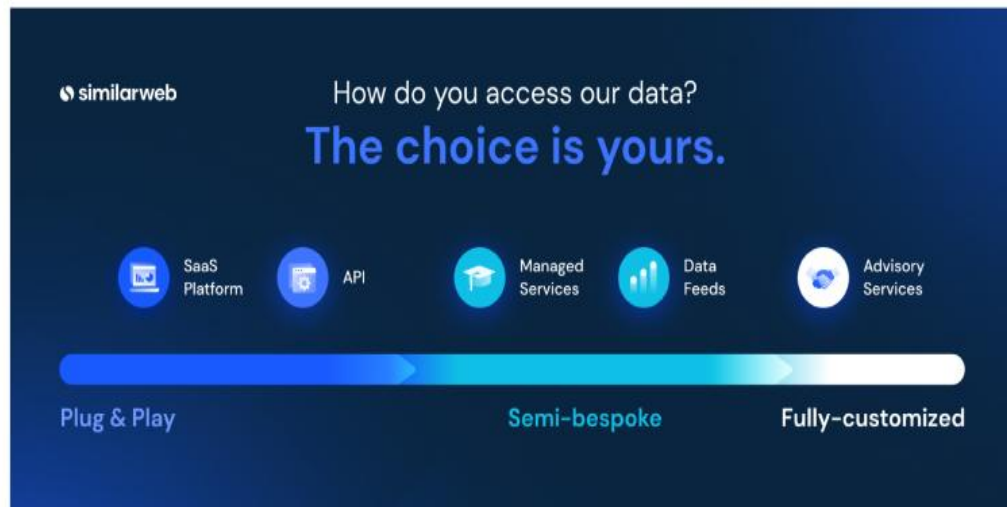 similarweb
How do you access our data?
The choice is yours.
SaaS
Platform
API
Managed
Services
Data
Feeds
Advisory
Services
Plug & Play
Semi-bespoke
Fully-customized